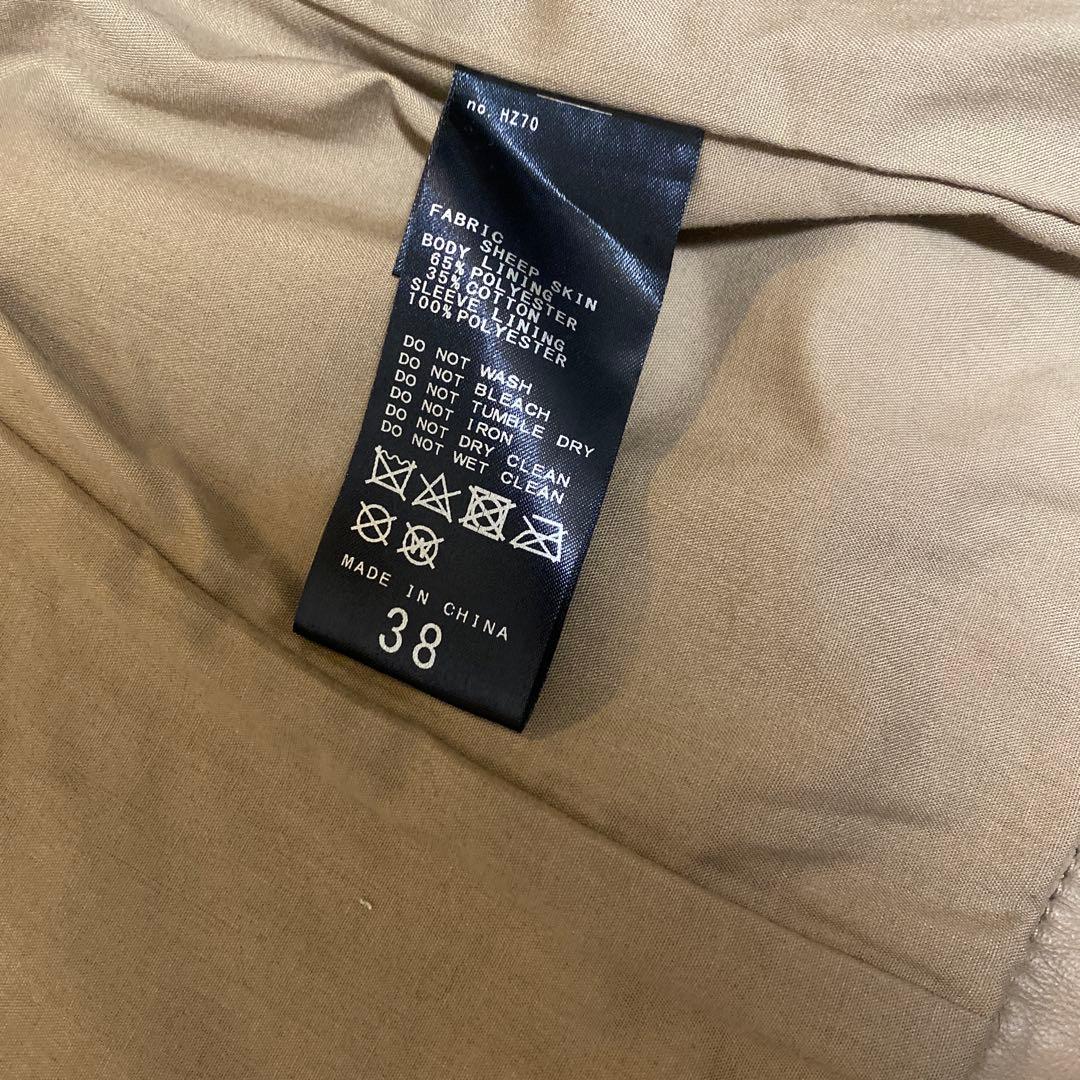 no. HZ70
FABRIC
SHEEP SKIN
BODY LINING
65% POLYESTER
35% COTTON
SLEEVE LINING
100% POLYESTER
DO NOT WASH
DO NOT BLEACH
DO NOT TUMBLE DRY
DO NOT IRON
DO NOT DRY CLEAN
DO NOT WET CLEAN
W
MADE IN CHINA
38